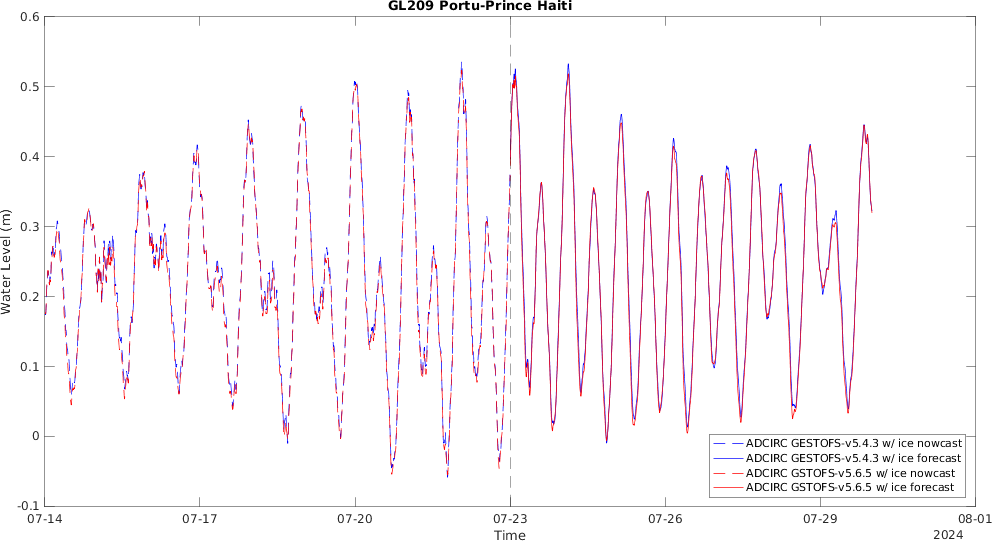 GL209 Portu-Prince Haiti
0.6
0.5
0.4
0.3
0.2
0.1
0
-0.1
Water Level (m)
07-14
07-17
07-20
07-23
07-26
07-29
08-01
Time
2024
ADCIRC GESTOFS-v5.4.3 w/ ice nowcast
ADCIRC GESTOFS-v5.4.3 w/ ice forecast
ADCIRC GSTOFS-v5.6.5 w/ ice nowcast
ADCIRC GSTOFS-v5.6.5 w/ ice forecast